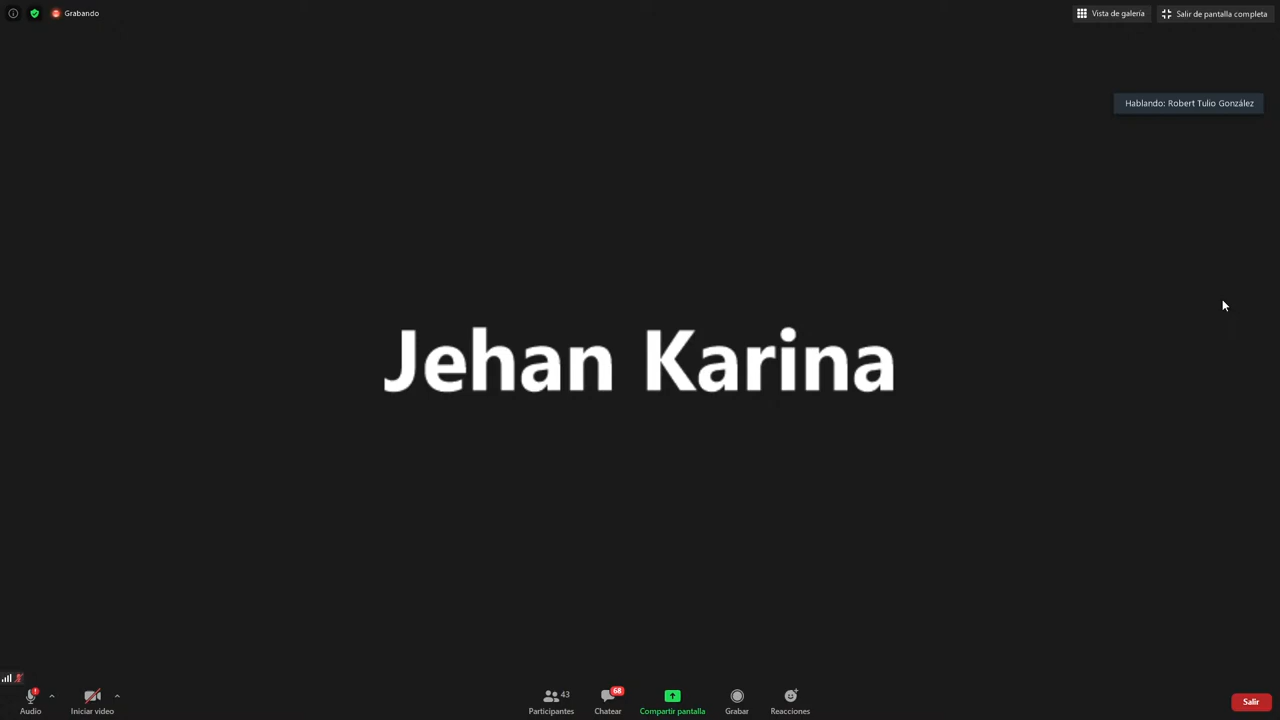 Grabando
Vista de galería
Salir de pantalla completa
Hablando: Robert Tulio González
Jehan Karina
Audio
Iniciar video
43
Participantes
68
Chatear
Compartir pantalla
Grabar
Reacciones
Salir